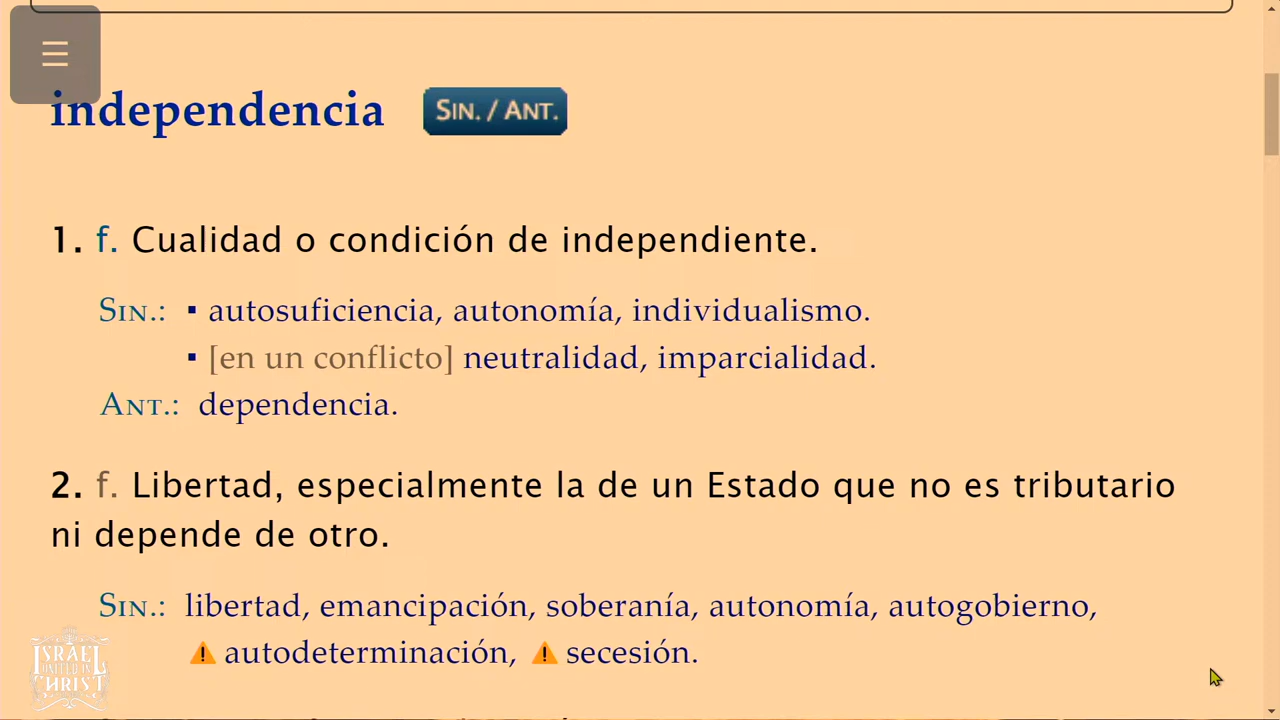 ☰
independencia SIN. / ANT.
1. f. Cualidad o condición de independiente.
SIN.: ▪ autosuficiencia, autonomía, individualismo.
▪ [en un conflicto] neutralidad, imparcialidad.
ANT.: dependencia.
2. f. Libertad, especialmente la de un Estado que no es tributario
ni depende de otro.
SIN.: libertad, emancipación, soberanía, autonomía, autogobierno,
⚠ autodeterminación, ⚠ secesión.
ISRAEL
UNITED IN
CHRIST